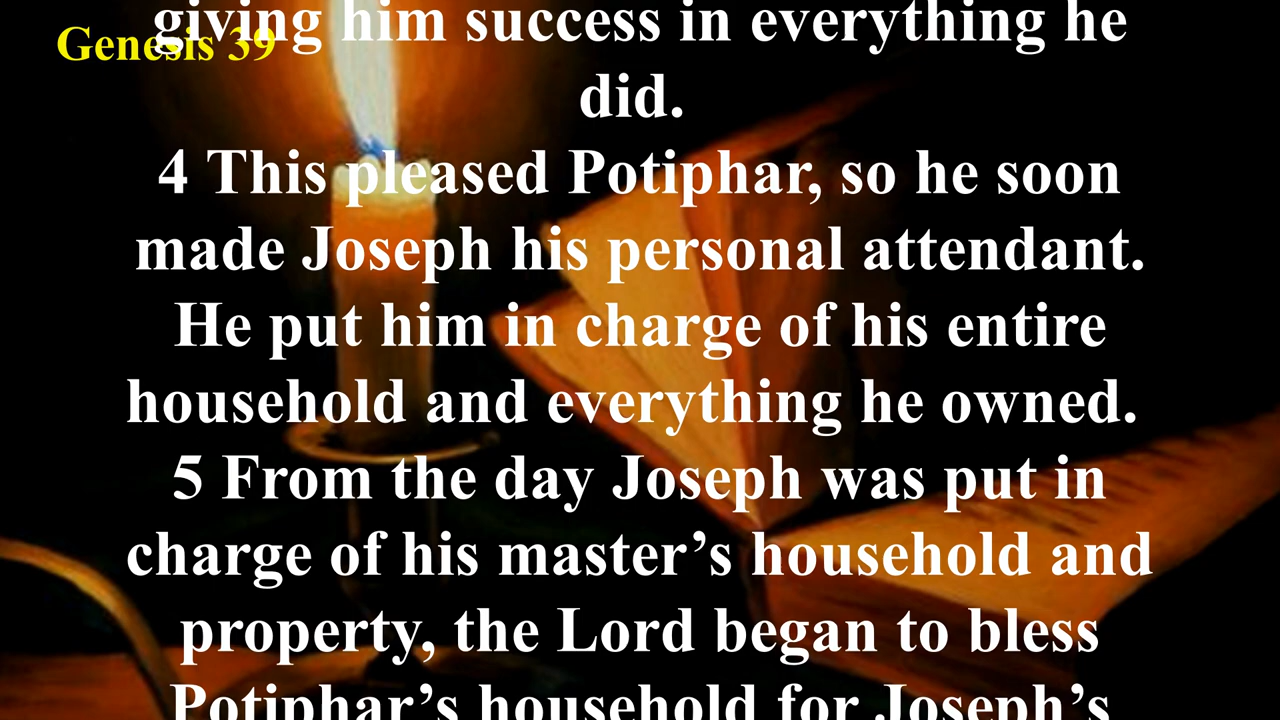 Genesis 39
giving him success in everything he
did.
4 This pleased Potiphar, so he soon
made Joseph his personal attendant.
He put him in charge of his entire
household and everything he owned.
5 From the day Joseph was put in
charge of his master’s household and
property, the Lord began to bless
Potiphar’s household for Joseph’s